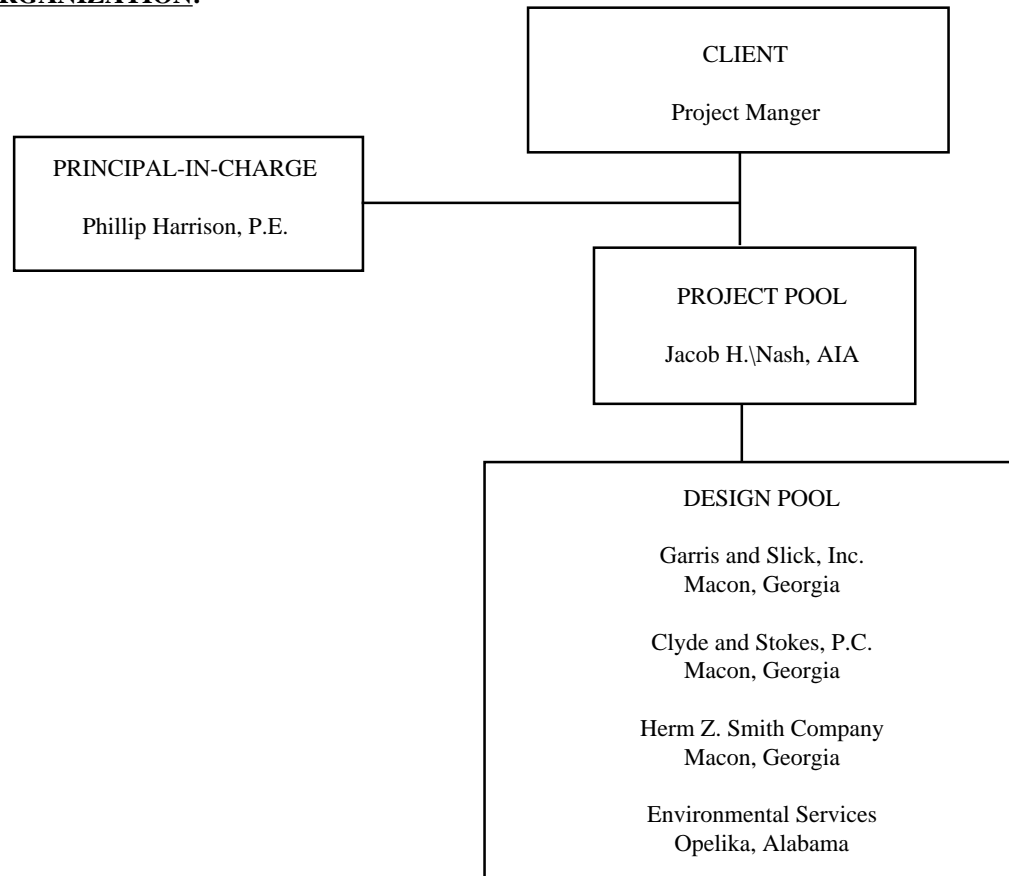 RGANIZATION:
CLIENT
Project Manger
PRINCIPAL-IN-CHARGE
Phillip Harrison, P.E.
PROJECT POOL
Jacob H.\Nash, AIA
DESIGN POOL
Garris and Slick, Inc.
Macon, Georgia
Clyde and Stokes, P.C.
Macon, Georgia
Herm Z. Smith Company
Macon, Georgia
Environmental Services
Opelika, Alabama